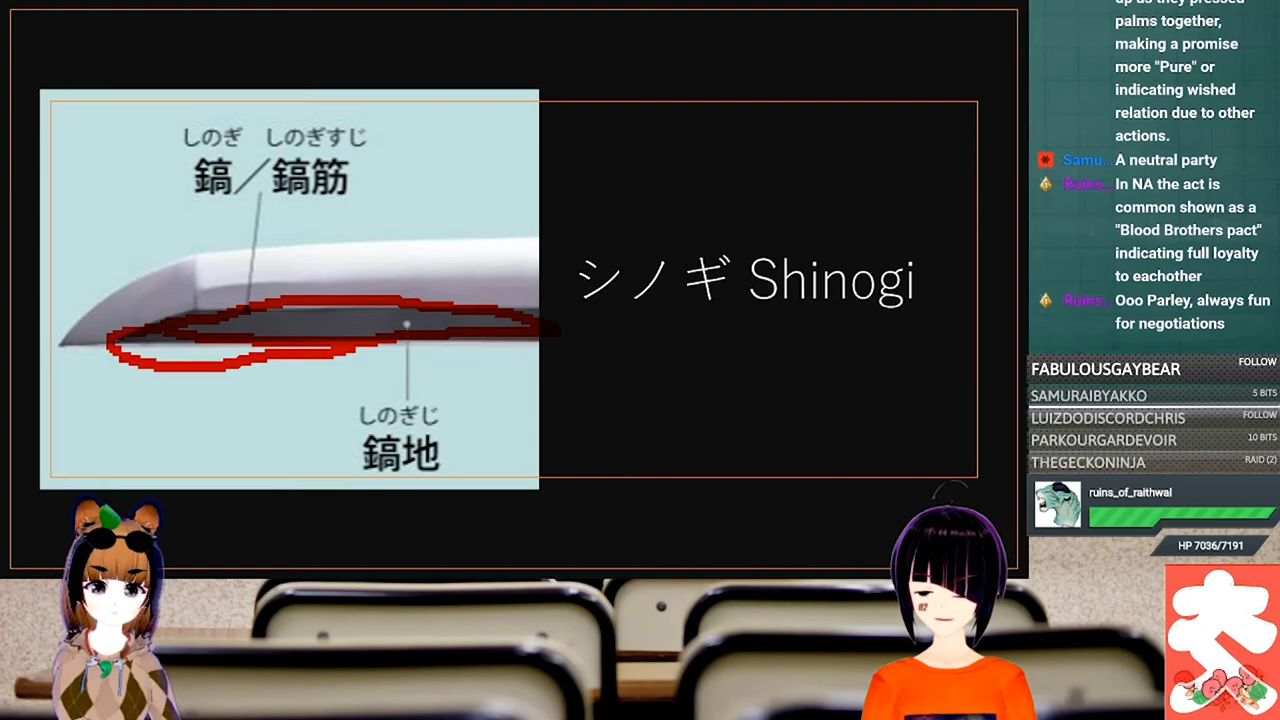 しのぎ しのぎすじ
鎬/鎬筋
しのぎじ
鎬地
シノギ Shinogi
palms together,
making a promise
more "Pure" or
indicating wished
relation due to other
actions.
Samu... A neutral party
Ruins... In NA the act is
common shown as a
"Blood Brothers pact"
indicating full loyalty
to eachother
Ruins... Ooo Parley, always fun
for negotiations
FABULOUSGAYBEAR FOLLOW
SAMURAIBYAKKO 5 BITS
LUIZDODISCORDCHRIS FOLLOW
PARKOURGARDEVOIR 10 BITS
THEGECKONINJA RAID (2)
ruins_of_raithwal
HP 7036/7191